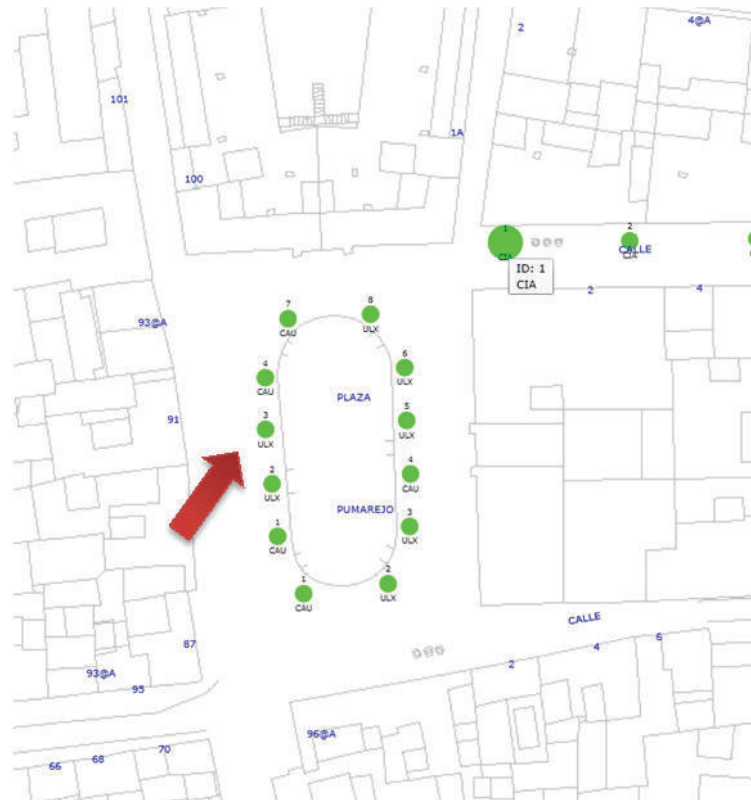 2
4@A
101
1A
100
1
CIA
2
CALLE
CIA
ID: 1
CIA
2
4
7
CAU
8
ULX
93@A
4
CAU
6
ULX
PLAZA
91
3
ULX
5
ULX
2
ULX
4
CAU
PUMAREJO
1
CAU
3
ULX
1
CAU
2
ULX
CALLE
87
2
4
6
93@A
95
96@A
66
68
70